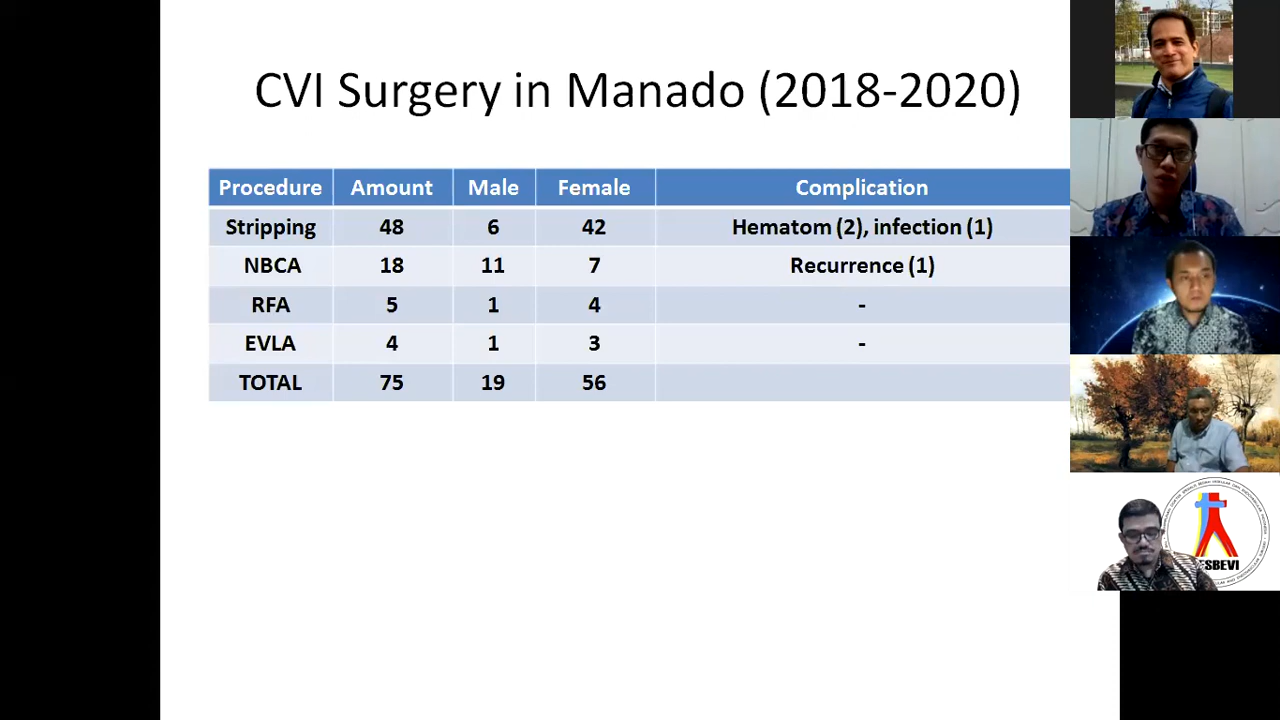 CVI Surgery in Manado (2018-2020)
Procedure Amount Male Female Complication
Stripping 48 6 42 Hematom (2), infection (1)
NBCA 18 11 7 Recurrence (1)
RFA 5 1 4 -
EVLA 4 1 3 -
TOTAL 75 19 56
SBEVI